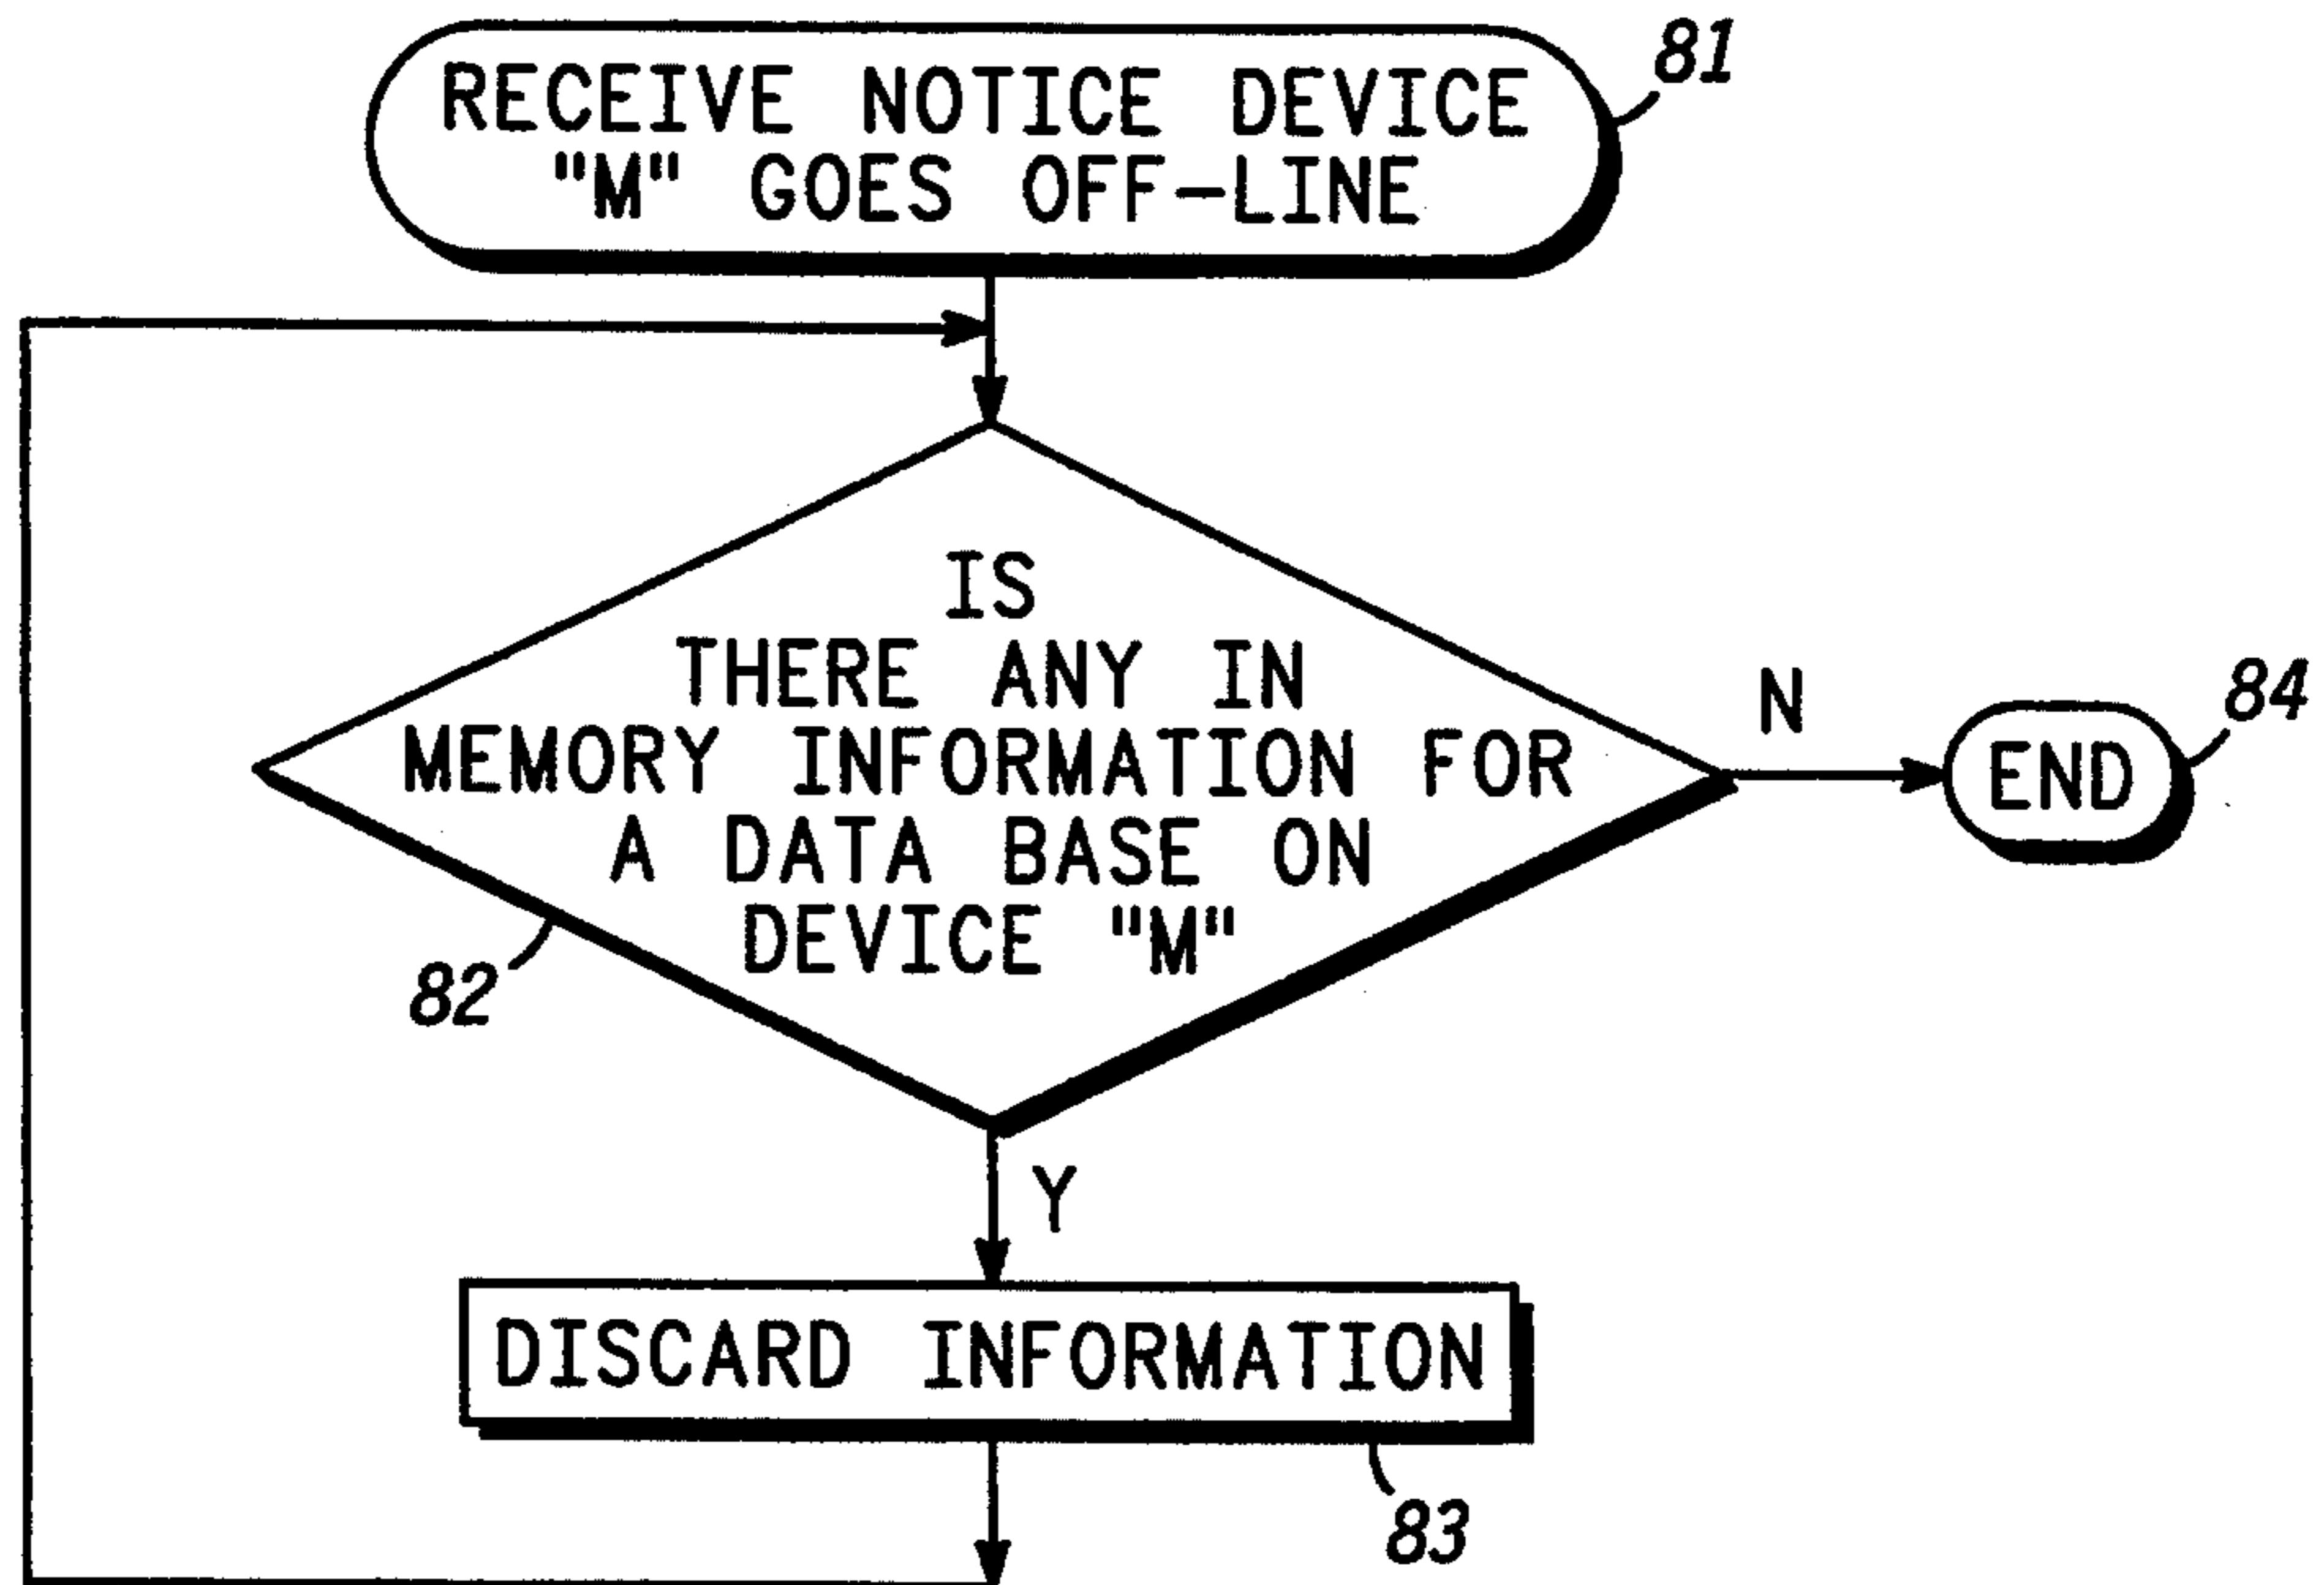 RECEIVE NOTICE DEVICE
"M" GOES OFF-LINE
81
IS
THERE ANY IN
MEMORY INFORMATION FOR
A DATA BASE ON
DEVICE "M"
82
N
END
84
Y
DISCARD INFORMATION
83